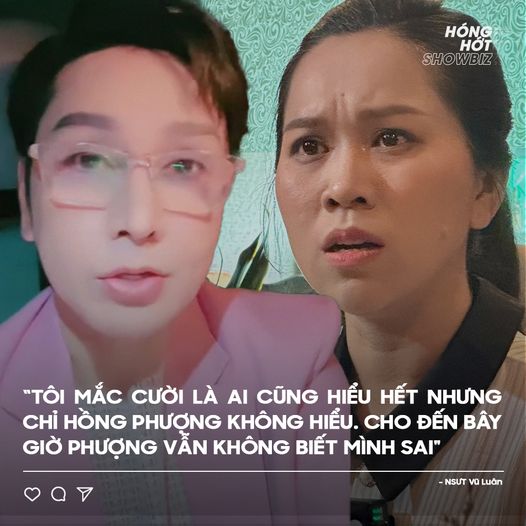 HÓNG
HỚT
SHOWBIZ
"TÔI MẮC CƯỜI LÀ AI CŨNG HIỂU HẾT NHƯNG
CHỈ HỒNG PHƯỢNG KHÔNG HIỂU. CHO ĐẾN BÂY
GIỜ PHƯỢNG VẪN KHÔNG BIẾT MÌNH SAI"
- NSƯT Vũ Luân